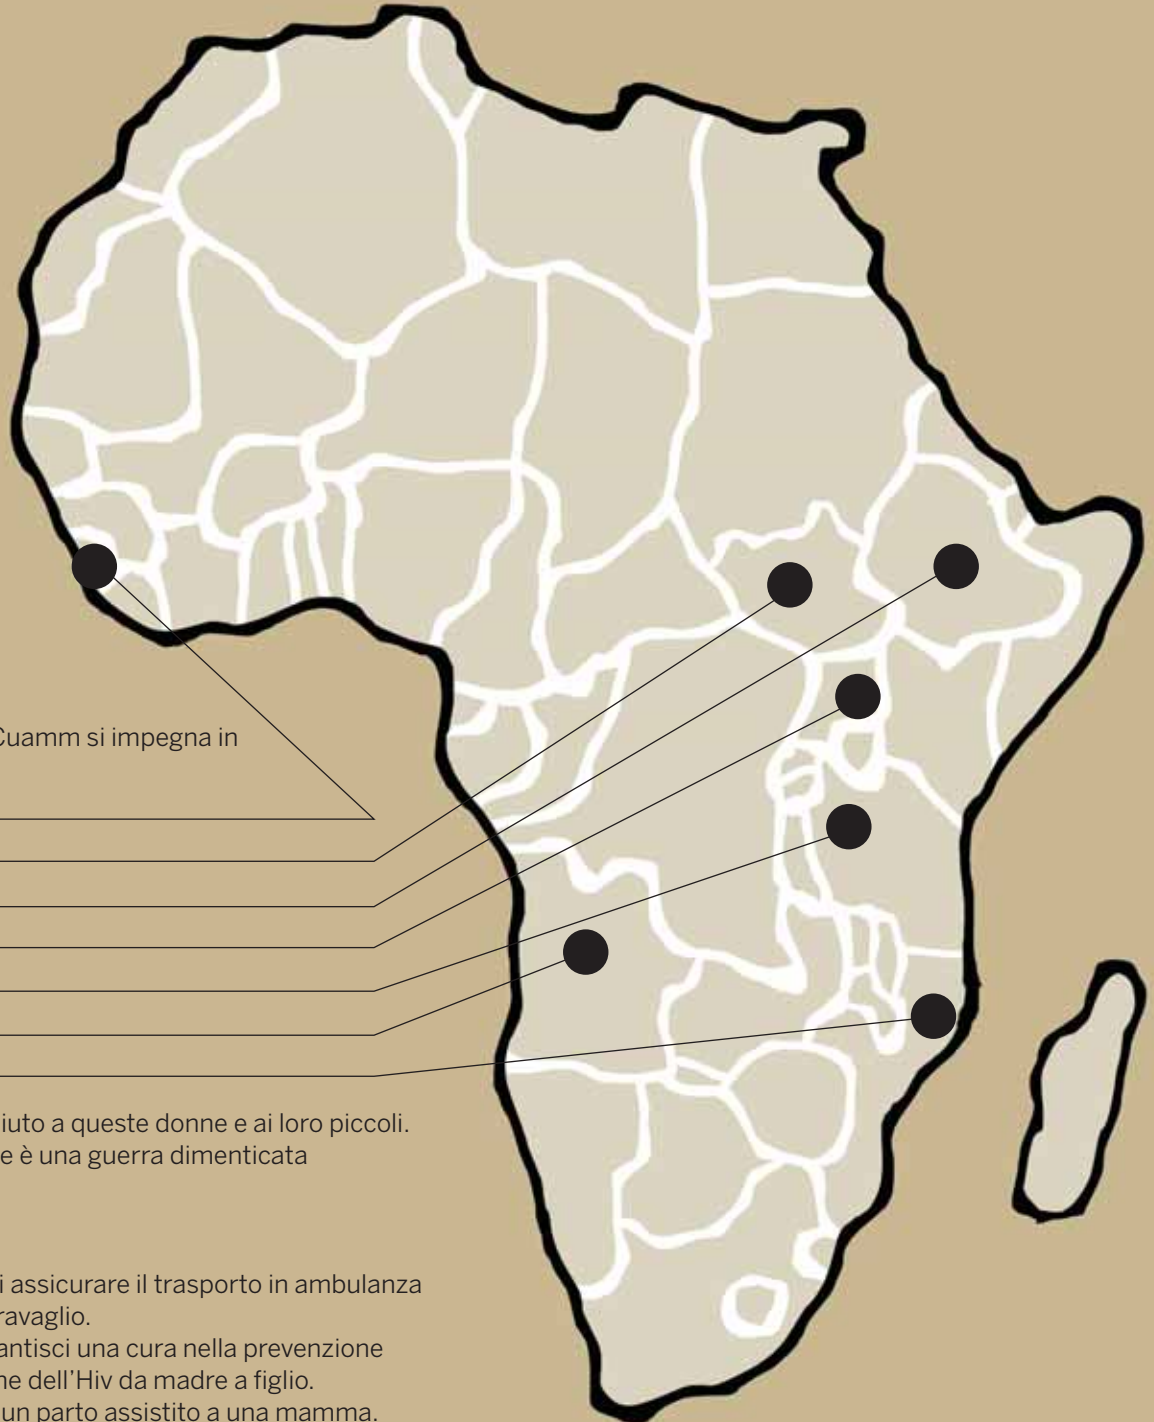 Cuamm si impegna in
iuto a queste donne e ai loro piccoli.
e è una guerra dimenticata
i assicurare il trasporto in ambulanza
ravaglio.
antisci una cura nella prevenzione
ne dell'Hiv da madre a figlio.
un parto assistito a una mamma.